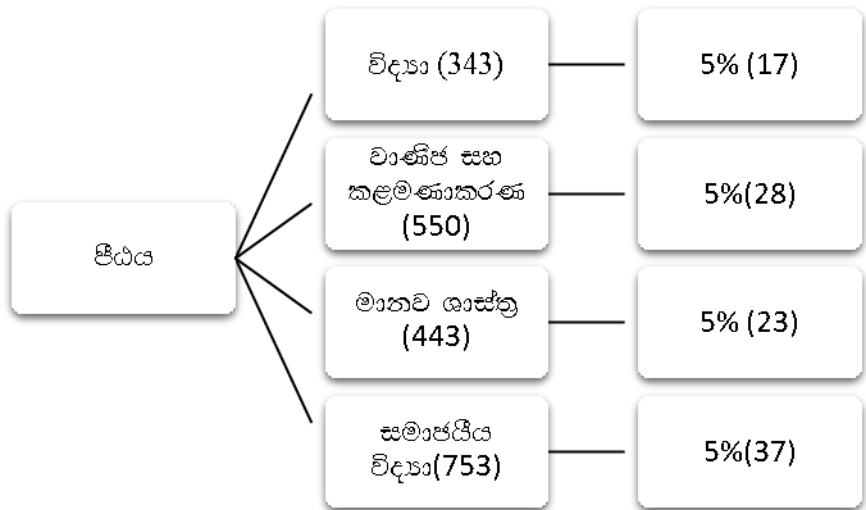 පීඨය
විද්‍යා (343)
5% (17)
වාණිජ සහ
කළමණාකරණ
(550)
5%(28)
මානව ශාස්ත්‍ර
(443)
5% (23)
සමාජයීය
විද්‍යා(753)
5%(37)